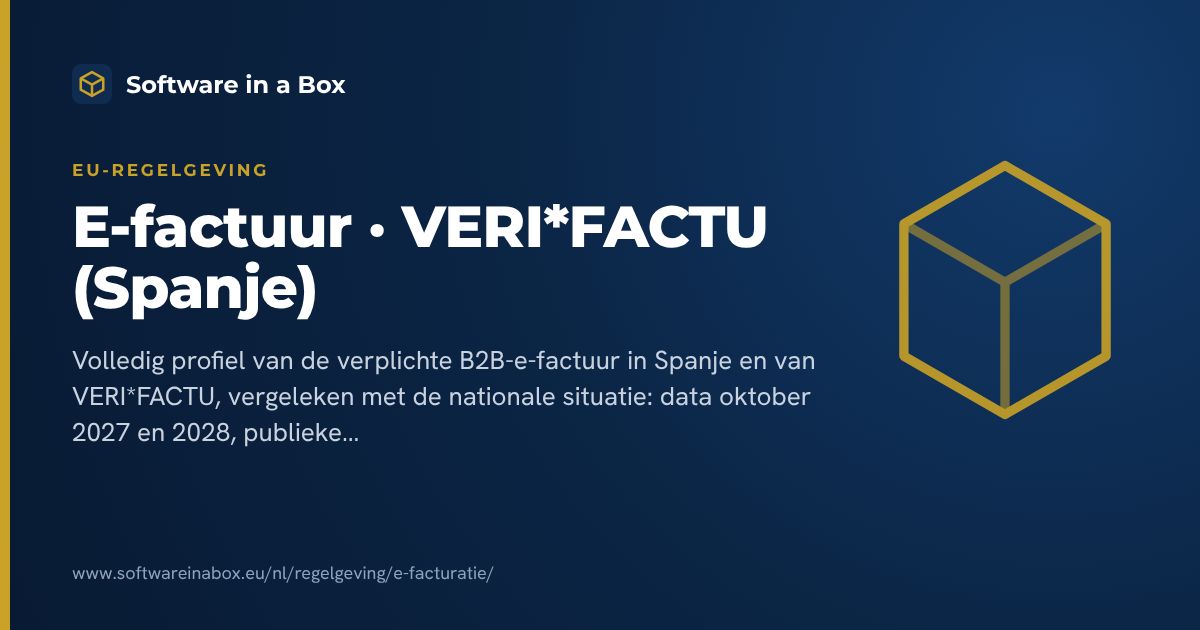 Software in a Box
EU-REGELGEVING
E-factuur · VERI*FACTU
(Spanje)
Volledig profiel van de verplichte B2B-e-factuur in Spanje en van
VERI*FACTU, vergeleken met de nationale situatie: data oktober
2027 en 2028, publieke…
www.softwareinabox.eu/nl/regelgeving/e-facturatie/